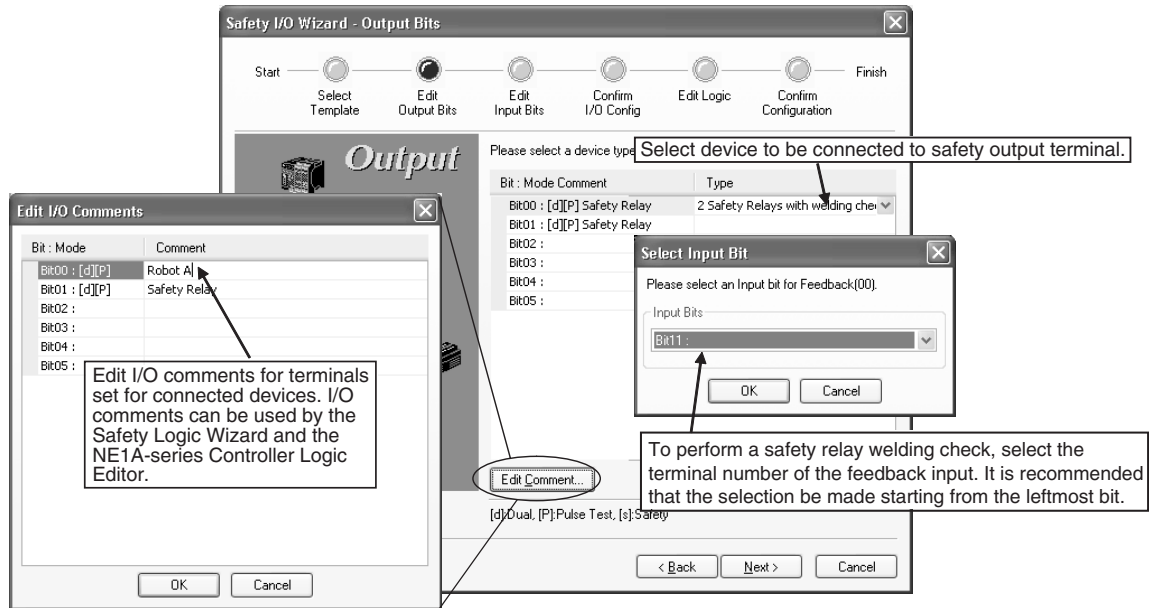 Safety I/O Wizard - Output Bits
Start
Select
Template
Edit
Output Bits
Edit
Input Bits
Confirm
I/O Config
Edit Logic
Confirm
Configuration
Finish
Output
Please select a device type
Select device to be connected to safety output terminal.
Bit : Mode Comment Type
Bit00 : [d][P] Safety Relay 2 Safety Relays with welding che
Bit01 : [d][P] Safety Relay
Bit02 :
Bit03 :
Bit04 :
Bit05 :
Edit I/O Comments
Bit : Mode Comment
Bit00 : [d][P] Robot A
Bit01 : [d][P] Safety Relay
Bit02 :
Bit03 :
Bit04 :
Bit05 :
Edit I/O comments for terminals
set for connected devices. I/O
comments can be used by the
Safety Logic Wizard and the
NE1A-series Controller Logic
Editor.
OK Cancel
Select Input Bit
Please select an Input bit for Feedback(00).
Input Bits
Bit11 :
OK Cancel
To perform a safety relay welding check, select the
terminal number of the feedback input. It is recommended
that the selection be made starting from the leftmost bit.
Edit Comment...
[d]:Dual, [P]:Pulse Test, [s]:Safety
< Back Next > Cancel